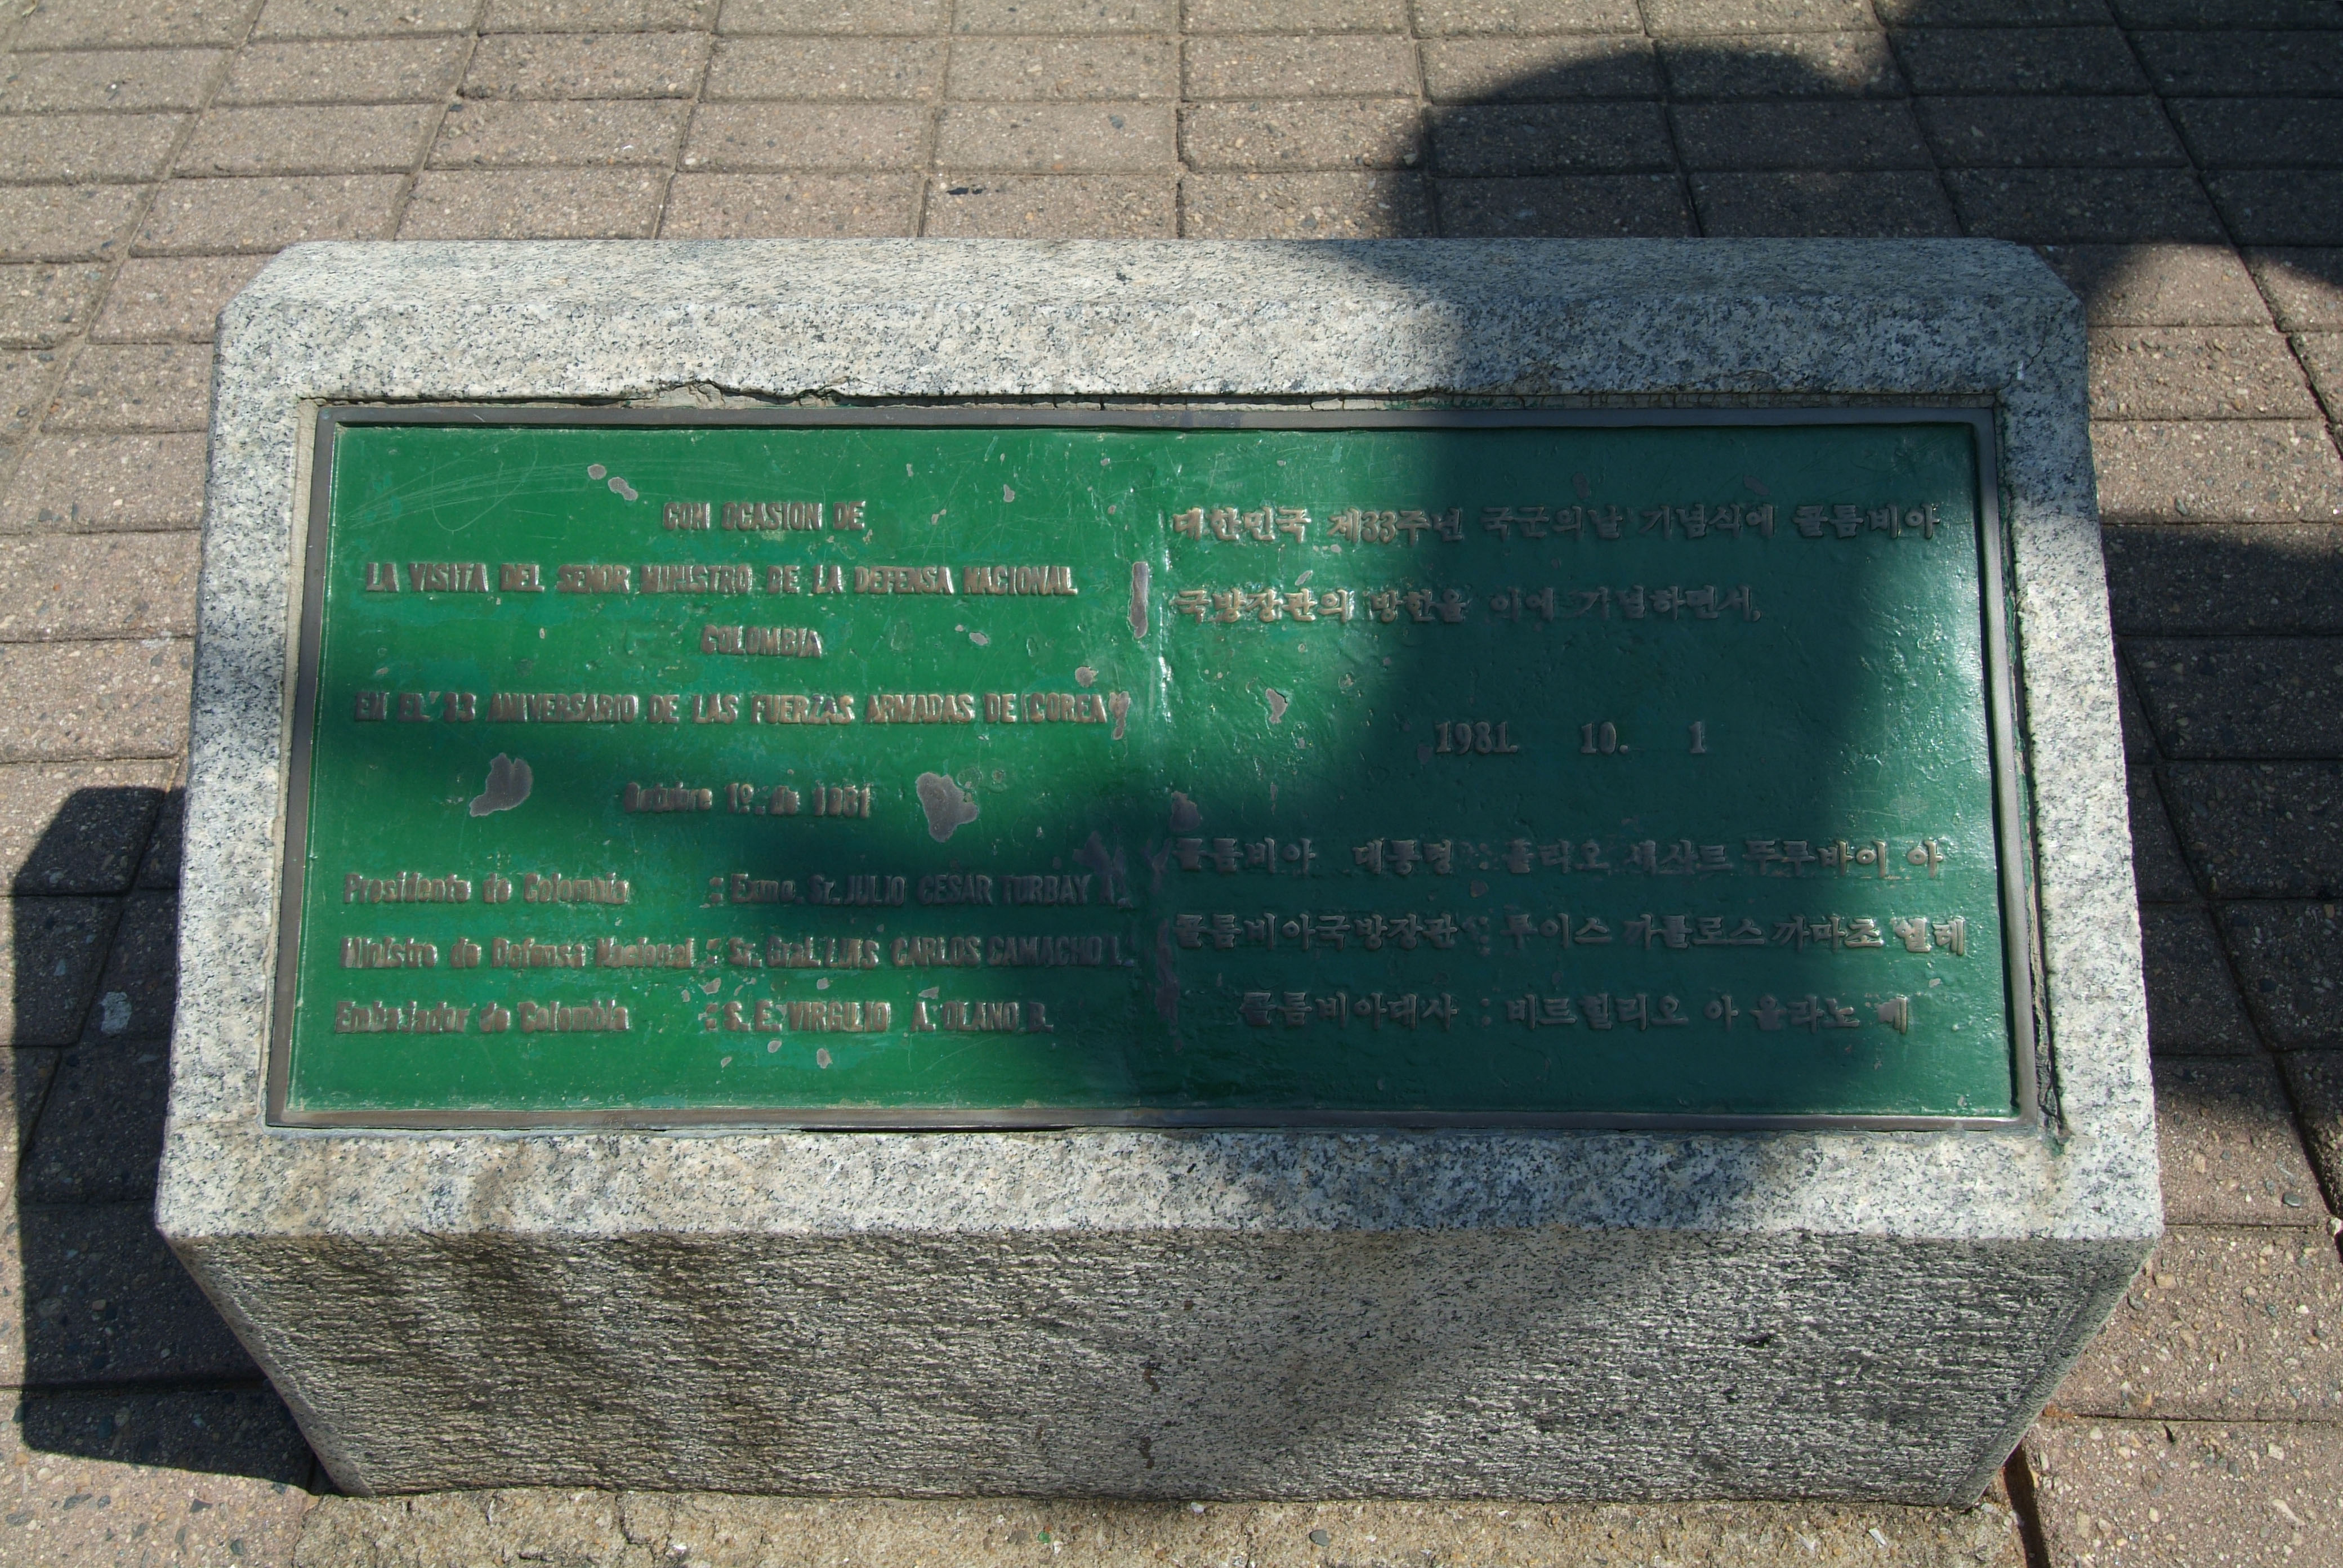 CON OCASION DE
LA VISITA DEL SENOR MINISTRO DE LA DEFENSA NACIONAL
COLOMBIA
EN EL 33 ANIVERSARIO DE LAS FUERZAS ARMADAS DE COREA
Octubre 1º. de 1981
Presidente de Colombia : Exmo. Sr. JULIO CESAR TURBAY
Ministro de Defensa Nacional : Sr. Gral. LUIS CARLOS CAMACHO L.
Embajador de Colombia : S. E. VIRGILIO A. OLANO B.
대한민국 제33주년 국군의날 기념식에 콜롬비아
국방장관의 방한을 이에 기념하면서,
1981. 10. 1
콜롬비아 대통령 : 훌리오 세산르 뚜루바이 아
콜롬비아국방장관 : 루이스 가를로스 까마조 엘레
콜롬비아대사 : 비르힐리오 아 올라노 베